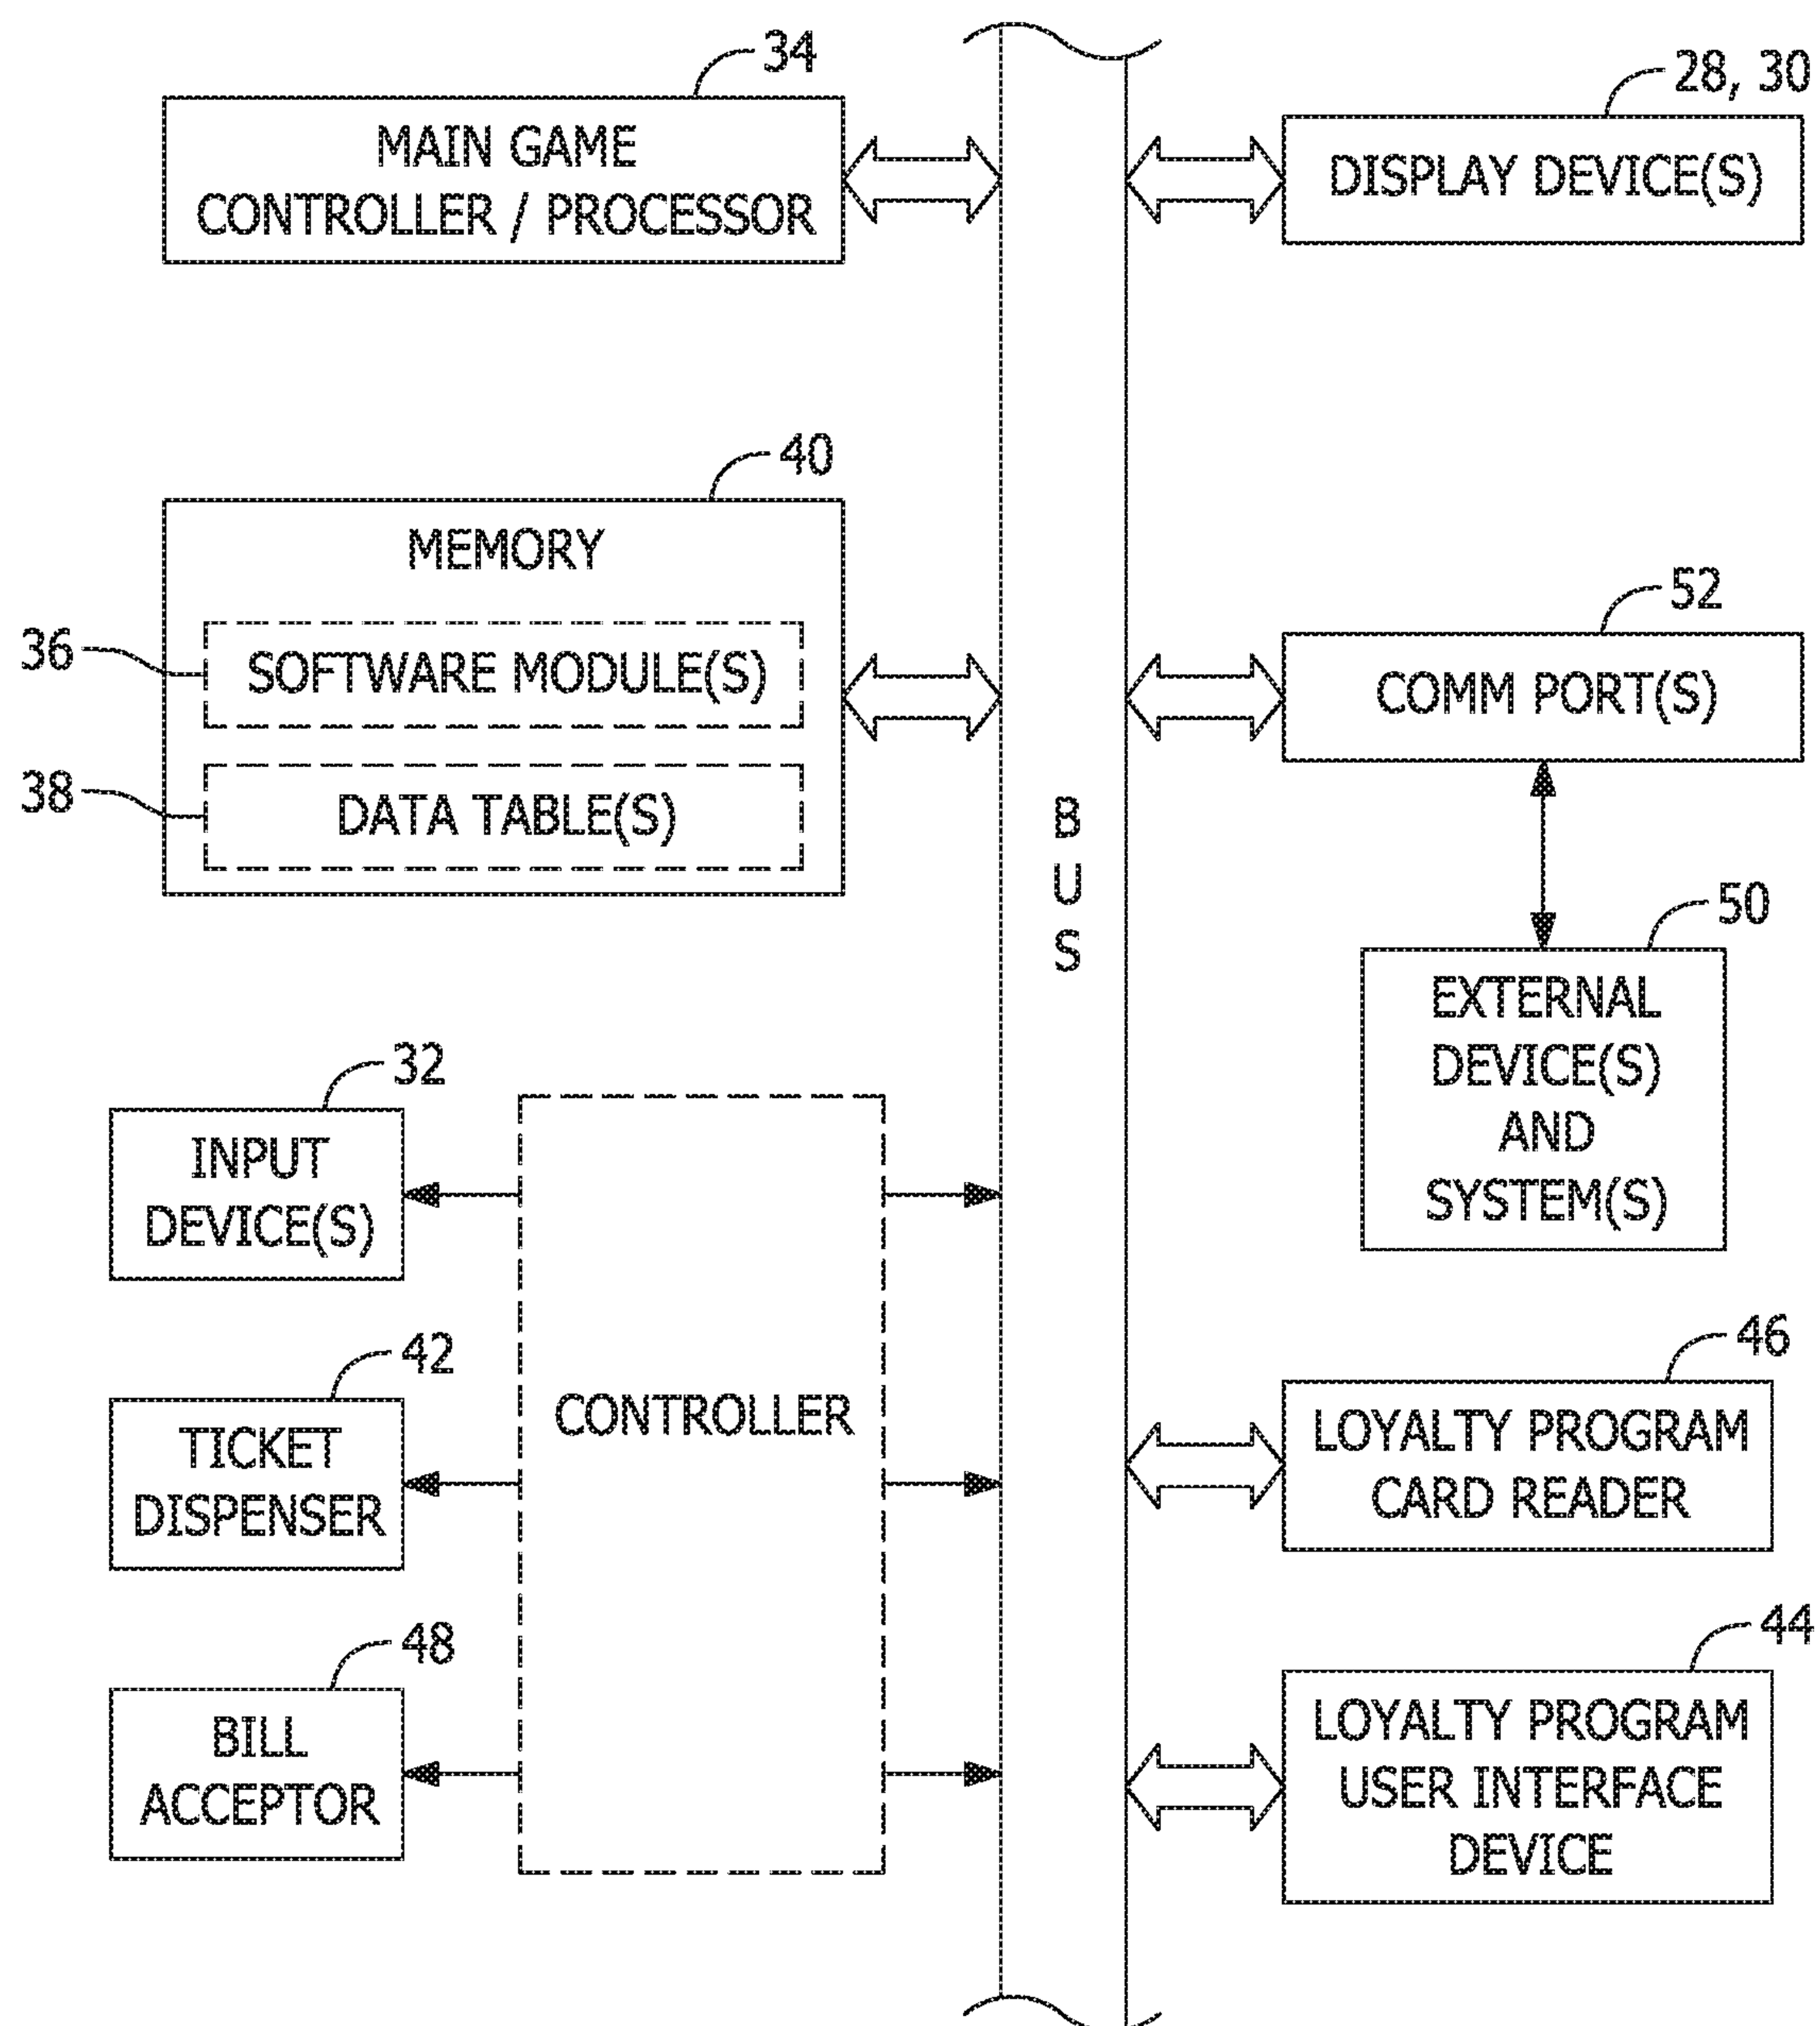 34
MAIN GAME
CONTROLLER / PROCESSOR
28, 30
DISPLAY DEVICE(S)
40
MEMORY
36
SOFTWARE MODULE(S)
38
DATA TABLE(S)
52
COMM PORT(S)
B
U
S
50
EXTERNAL
DEVICE(S)
AND
SYSTEM(S)
32
INPUT
DEVICE(S)
42
TICKET
DISPENSER
48
BILL
ACCEPTOR
CONTROLLER
46
LOYALTY PROGRAM
CARD READER
44
LOYALTY PROGRAM
USER INTERFACE
DEVICE